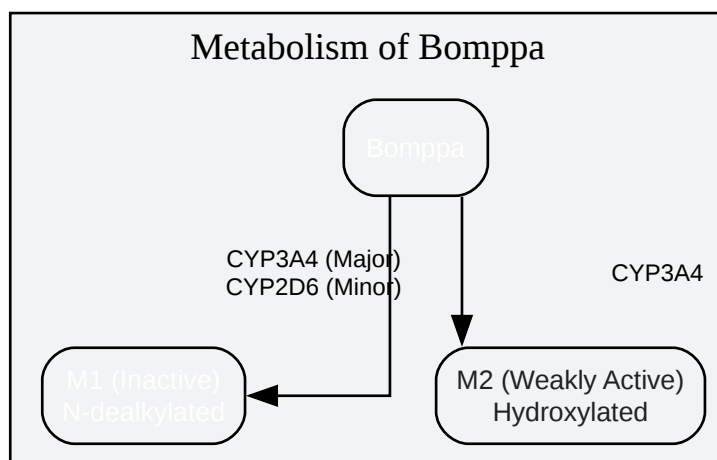 Metabolism of Bomppa
Bomppa
CYP3A4 (Major)
CYP2D6 (Minor)
CYP3A4
M1 (Inactive)
N-dealkylated
M2 (Weakly Active)
Hydroxylated